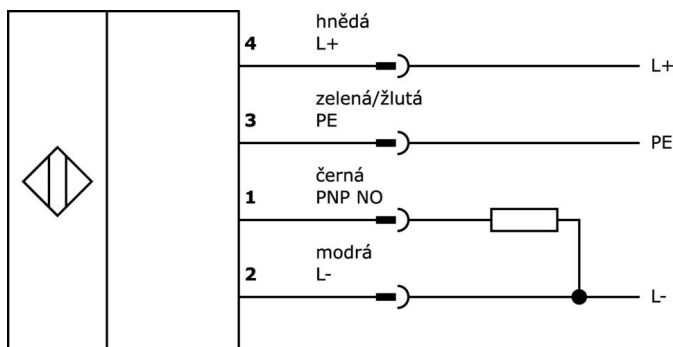 hnědá
4 L+ L+
zelená/žlutá
3 PE PE
černá
1 PNP NO
modrá
2 L- L-